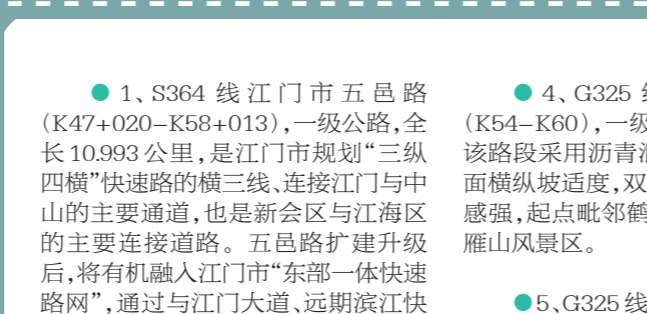 ● 1、S364 线江门市五邑路
(K47+020-K58+013),一级公路,全
长10.993公里,是江门市规划“三纵
四横”快速路的横三线、连接江门与中
山的主要通道,也是新会区与江海区
的主要连接道路。五邑路扩建升级
后,将有机融入江门市“东部一体快速
路网”,通过与江门大道、远期滨江快
● 4、G325
(K54-K60),一级
该路段采用沥青
面横纵坡适度,双
感强,起点毗邻鹤
雁山风景区。
●5、G325线